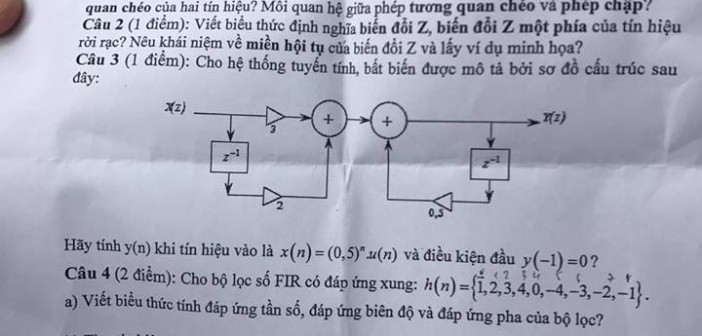 quan chéo của hai tín hiệu? Mối quan hệ giữa phép tương quan chéo và phép chập?
Câu 2 (1 điểm): Viết biểu thức định nghĩa biến đổi Z, biến đổi Z một phía của tín hiệu
rời rạc? Nêu khái niệm về miền hội tụ của biến đổi Z và lấy ví dụ minh họa?
Câu 3 (1 điểm): Cho hệ thống tuyến tính, bất biến được mô tả bởi sơ đồ cấu trúc sau
đây:
X(z) 3 + + Y(z)
z⁻¹ z⁻¹
2 0,5
Hãy tính y(n) khi tín hiệu vào là x(n) = (0,5)ⁿ.u(n) và điều kiện đầu y(−1) = 0?
Câu 4 (2 điểm): Cho bộ lọc số FIR có đáp ứng xung: h(n) = {1, 2, 3, 4, 0, −4, −3, −2, −1}.
a) Viết biểu thức tính đáp ứng tần số, đáp ứng biên độ và đáp ứng pha của bộ lọc?